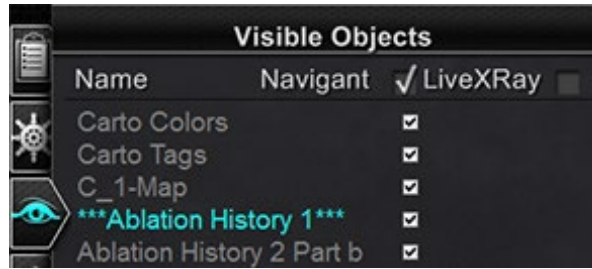 Visible Objects
Name Navigant LiveXRay
Carto Colors
Carto Tags
C_1-Map
***Ablation History 1***
Ablation History 2 Part b